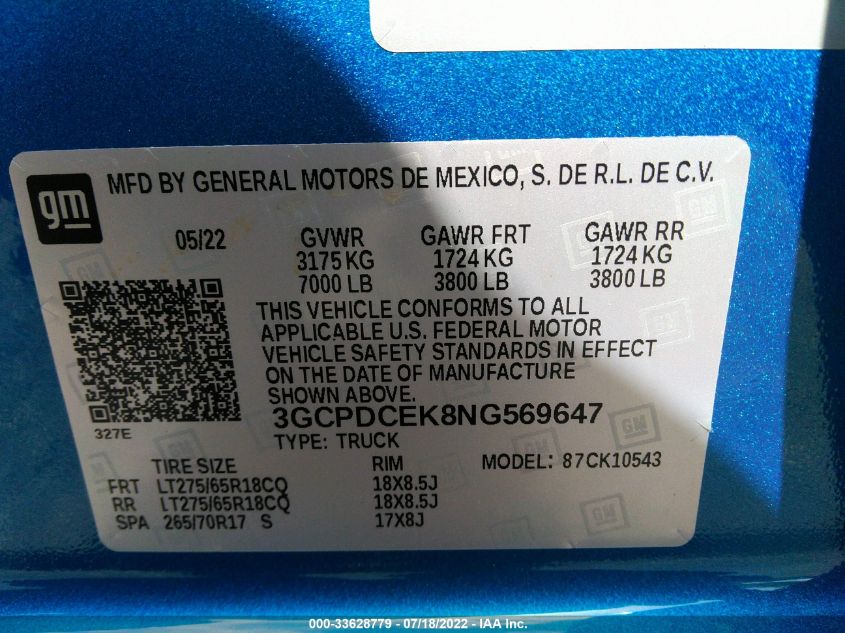 gm
MFD BY GENERAL MOTORS DE MEXICO, S. DE R.L. DE C.V.
05/22 GVWR GAWR FRT GAWR RR
3175 KG 1724 KG 1724 KG
7000 LB 3800 LB 3800 LB
THIS VEHICLE CONFORMS TO ALL
APPLICABLE U.S. FEDERAL MOTOR
VEHICLE SAFETY STANDARDS IN EFFECT
ON THE DATE OF MANUFACTURE
SHOWN ABOVE.
327E
3GCPDCEK8NG569647
TYPE: TRUCK
TIRE SIZE RIM MODEL: 87CK10543
FRT LT275/65R18CQ 18X8.5J
RR LT275/65R18CQ 18X8.5J
SPA 265/70R17 S 17X8J
000-33628779 - 07/18/2022 - IAA Inc.